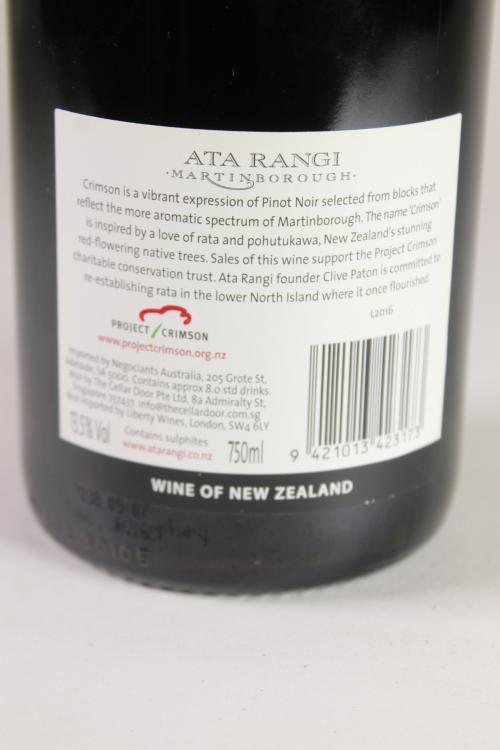 ATA RANGI
·MARTINBOROUGH·
Crimson is a vibrant expression of Pinot Noir selected from blocks that
reflect the more aromatic spectrum of Martinborough. The name 'Crimson'
is inspired by a love of rata and pohutukawa, New Zealand's stunning
red-flowering native trees. Sales of this wine support the Project Crimson
charitable conservation trust. Ata Rangi founder Clive Paton is committed to
re-establishing rata in the lower North Island where it once flourished.
L2016
PROJECT CRIMSON
www.projectcrimson.org.nz
Imported by Negociants Australia, 205 Grote St,
Adelaide, SA 5000. Contains approx 8.0 std drinks.
by The Cellar Door Pte Ltd, 8a Admiralty St,
Singapore 757437. info@thecellardoor.com.sg
imported by Liberty Wines, London, SW4 6LY
13.5% Vol
Contains sulphites
www.atarangi.co.nz
750ml
9 421013 423173
WINE OF NEW ZEALAND